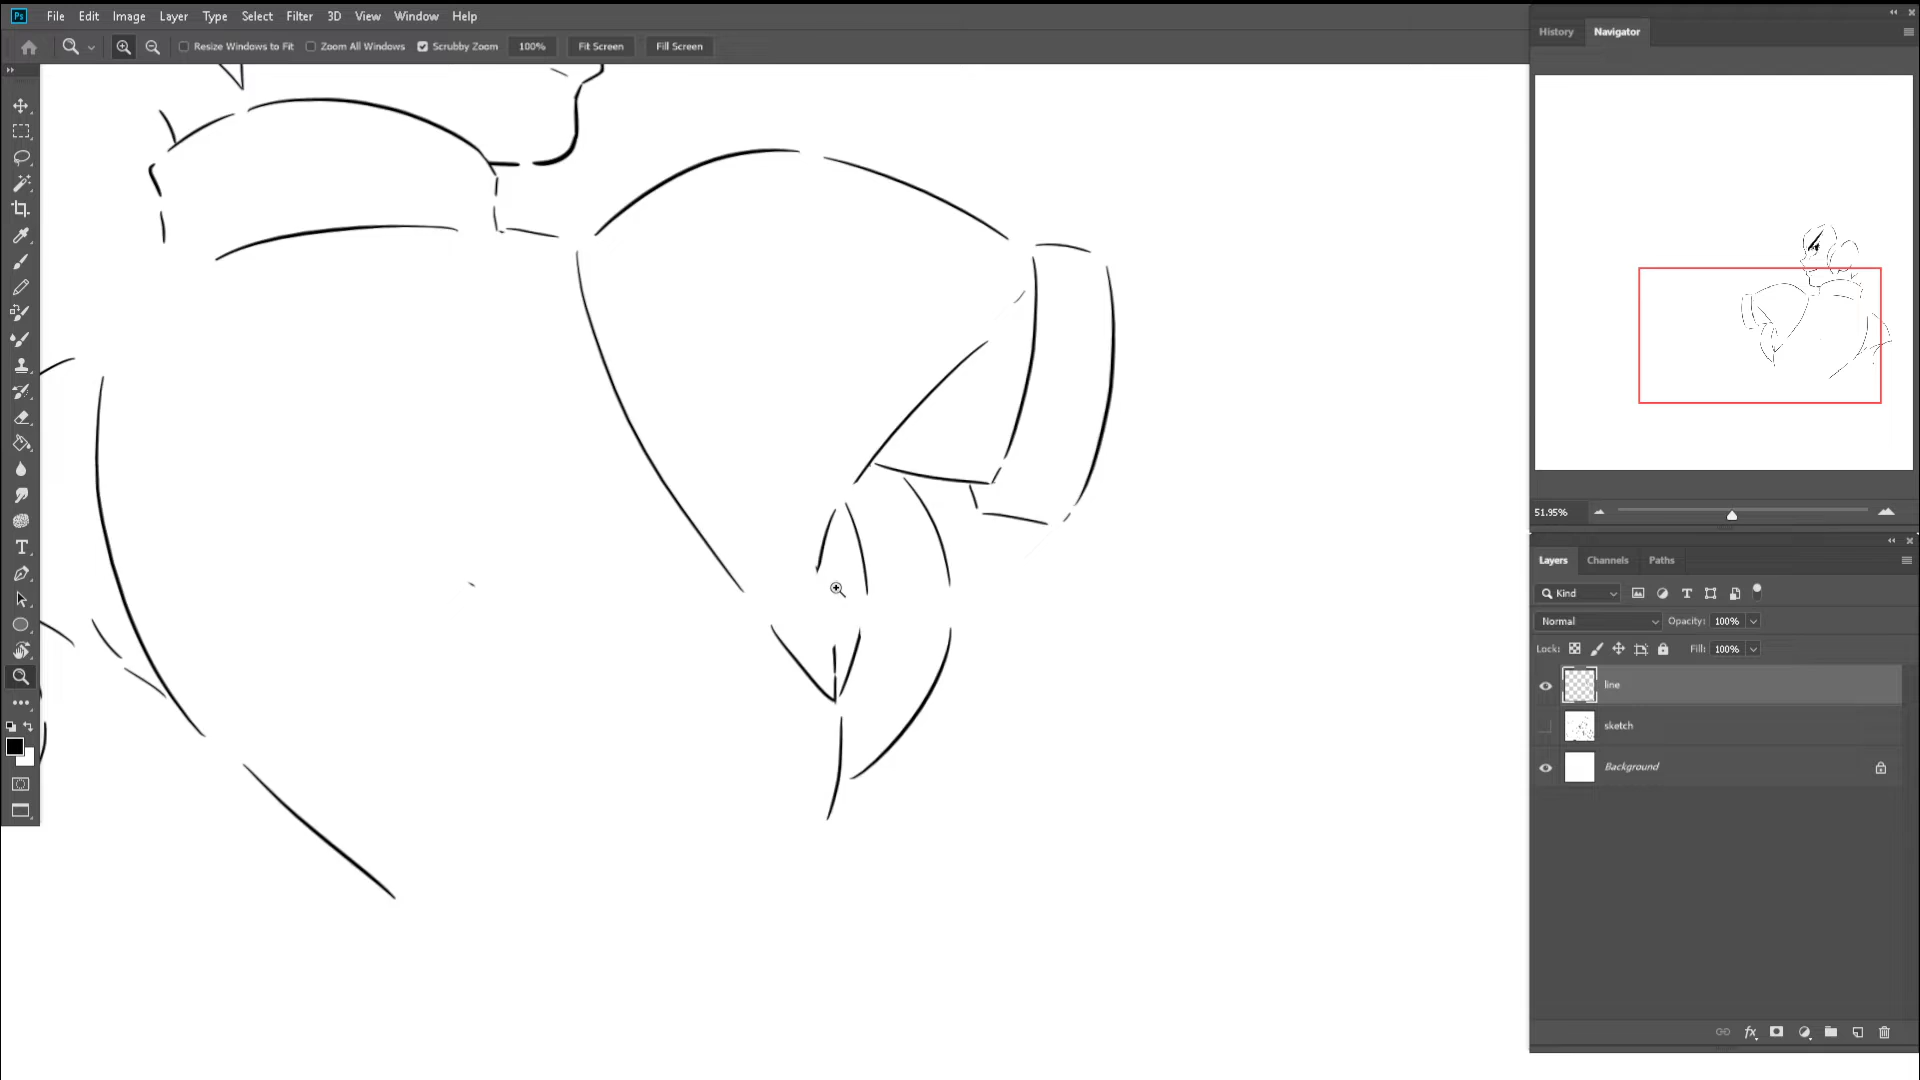 Ps File Edit Image Layer Type Select Filter 3D View Window Help
Resize Windows to Fit Zoom All Windows Scrubby Zoom 100% Fit Screen Fill Screen
History Navigator
51.95%
Layers Channels Paths
Kind
Normal Opacity: 100%
Lock: Fill: 100%
line
sketch
Background